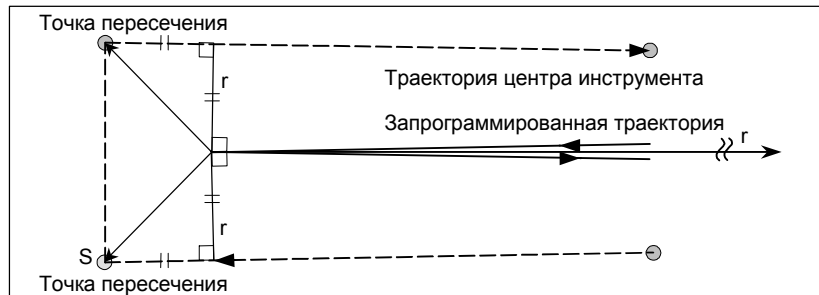 Точка пересечения
r
Траектория центра инструмента
Запрограммированная траектория
r
r
S
Точка пересечения